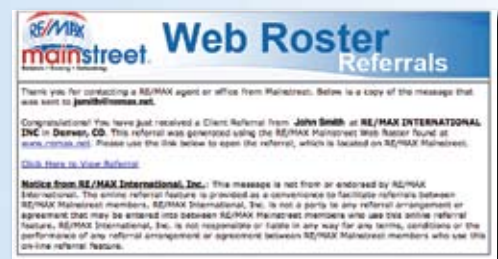 RE/MAX
mainstreet.
Web Roster
Referrals
Thank you for contacting a RE/MAX agent or office from Mainstreet. Below is a copy of the message that
was sent to jsmith@remax.net.
Congratulations! You have just received a Client Referral from John Smith at RE/MAX INTERNATIONAL
INC in Denver, CO. This referral was generated using the RE/MAX Mainstreet Web Roster found at
www.remax.net. Please use the link below to open the referral, which is located on RE/MAX Mainstreet.
Click Here to View Referral
Notice from RE/MAX International, Inc.: This message is not from or endorsed by RE/MAX
International. The online referral feature is provided as a convenience to facilitate referrals between
RE/MAX Mainstreet members. RE/MAX International, Inc. is not a party to any referral arrangement or
agreement that may be entered into between RE/MAX Mainstreet members who use this online referral
feature. RE/MAX International, Inc. is not responsible or liable in any way for any terms, conditions or the
performance of any referral arrangement or agreement between RE/MAX Mainstreet members who use this
on-line referral feature.